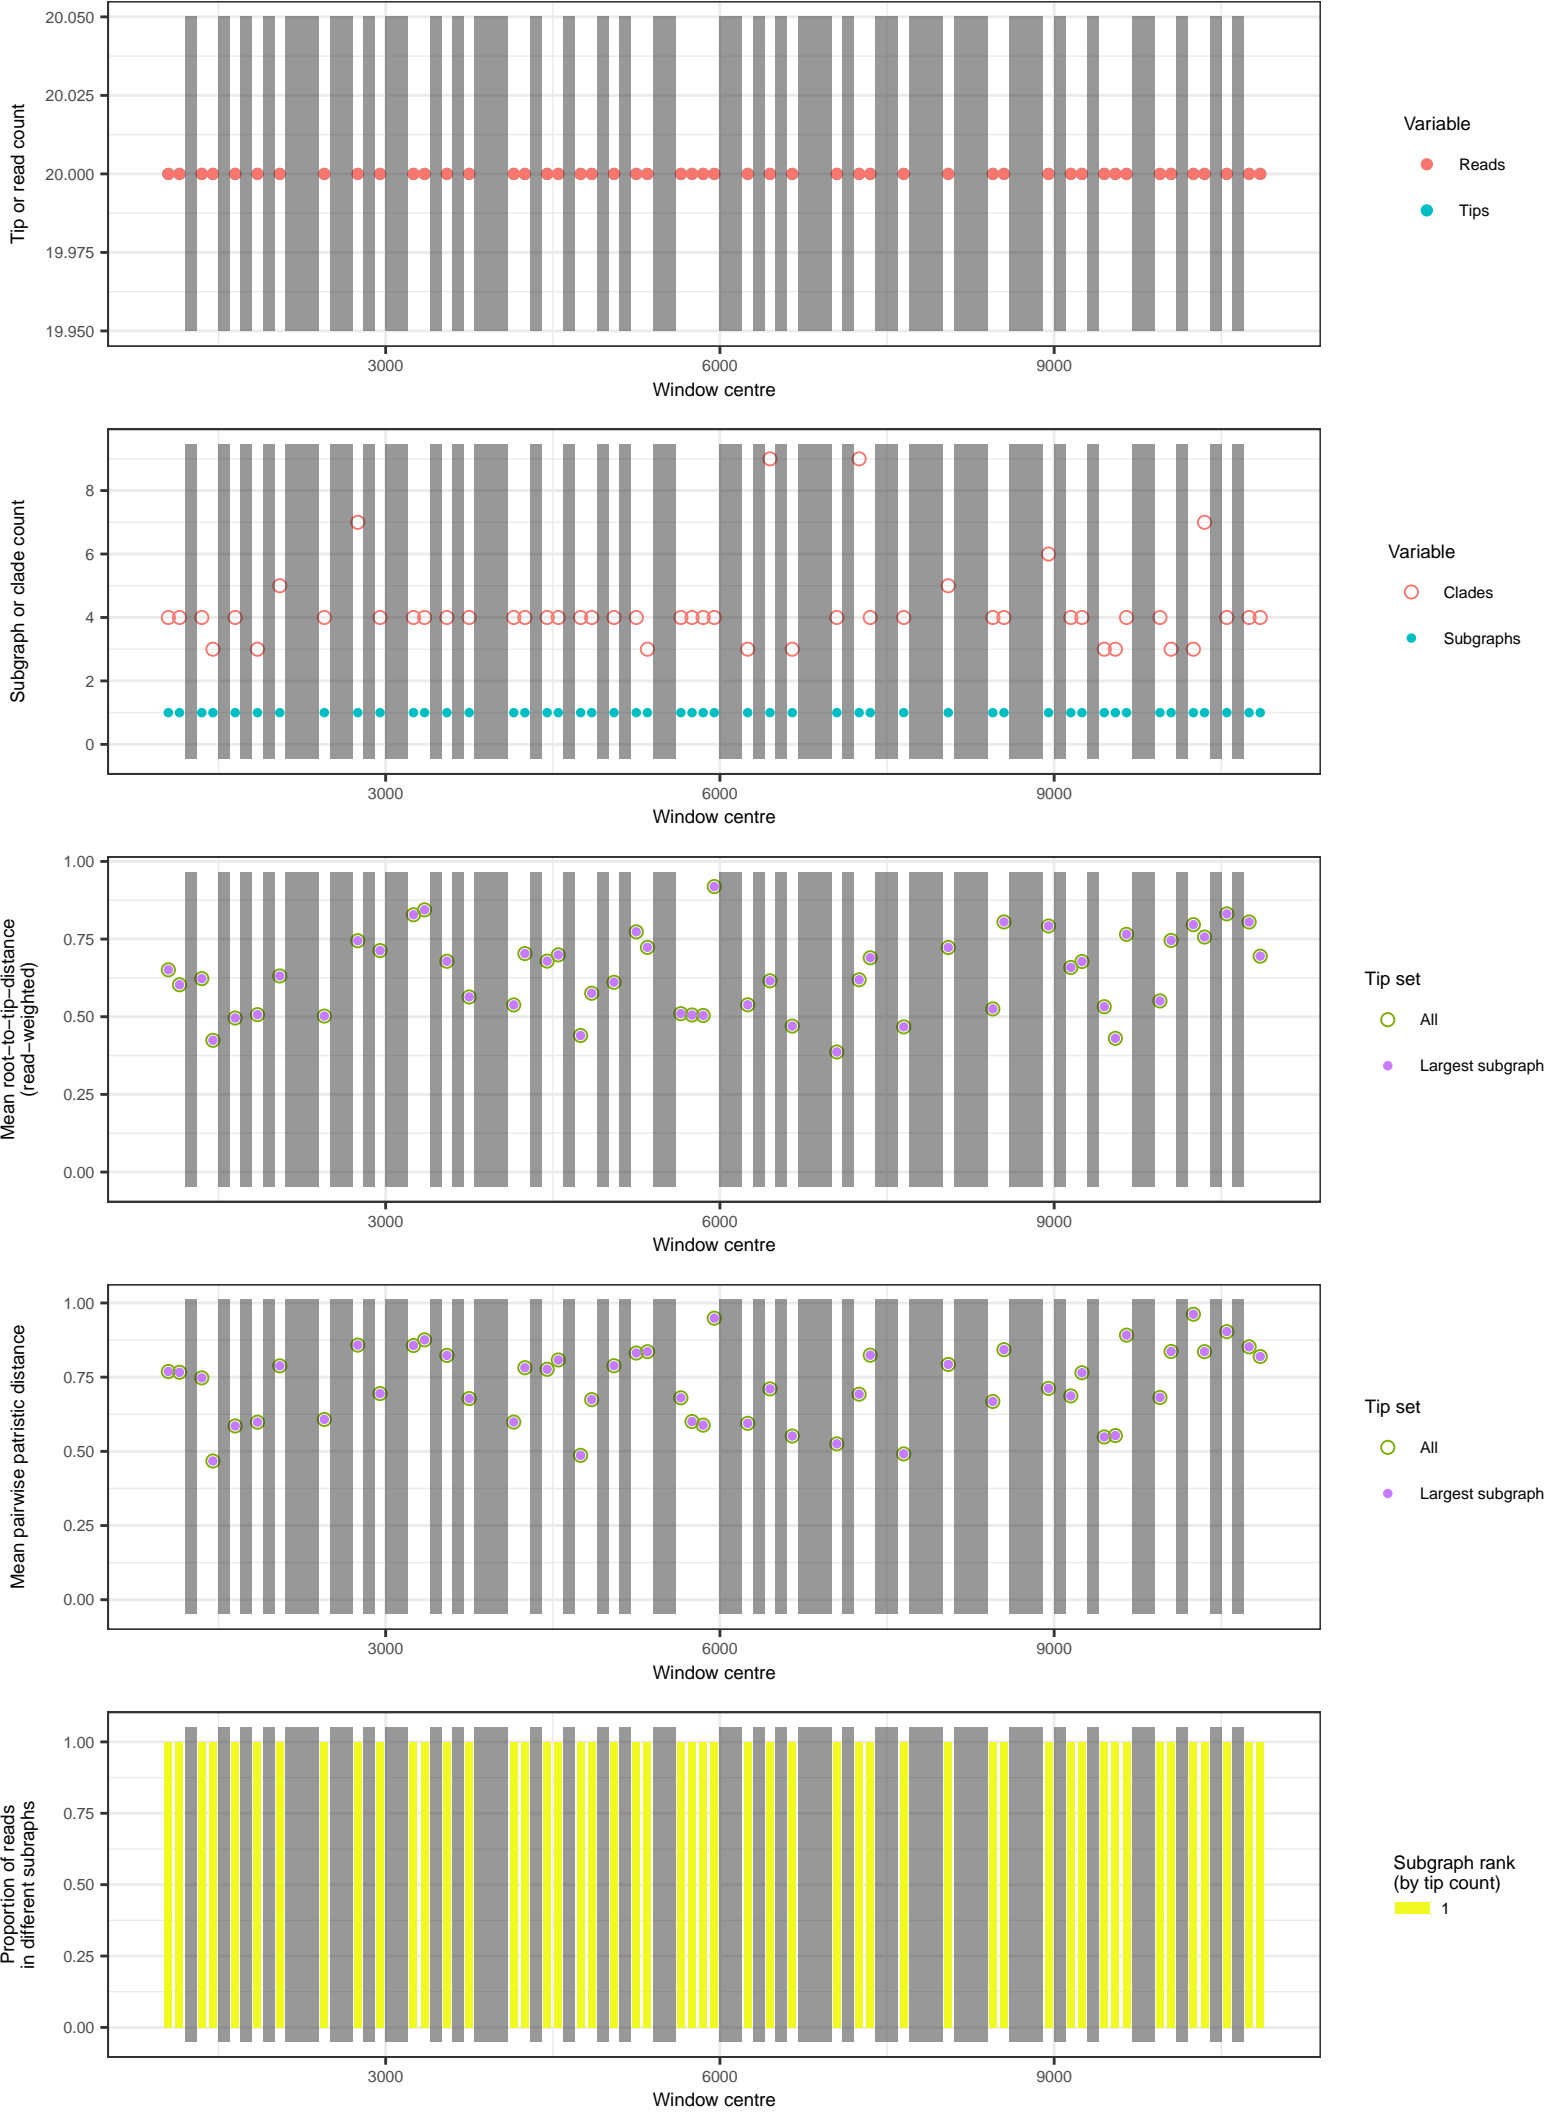 20.050
20.025
20.000
19.975
19.950
Tip or read count
3000
6000
9000
Window centre
Variable
Reads
Tips
8
6
4
2
0
Subgraph or clade count
3000
6000
9000
Window centre
Variable
Clades
Subgraphs
1.00
0.75
0.50
0.25
0.00
Mean root-to-tip-distance
(read-weighted)
3000
6000
9000
Window centre
Tip set
All
Largest subgraph
1.00
0.75
0.50
0.25
0.00
Mean pairwise patristic distance
3000
6000
9000
Window centre
Tip set
All
Largest subgraph
1.00
0.75
0.50
0.25
0.00
Proportion of reads
in different subraphs
3000
6000
9000
Window centre
Subgraph rank
(by tip count)
1